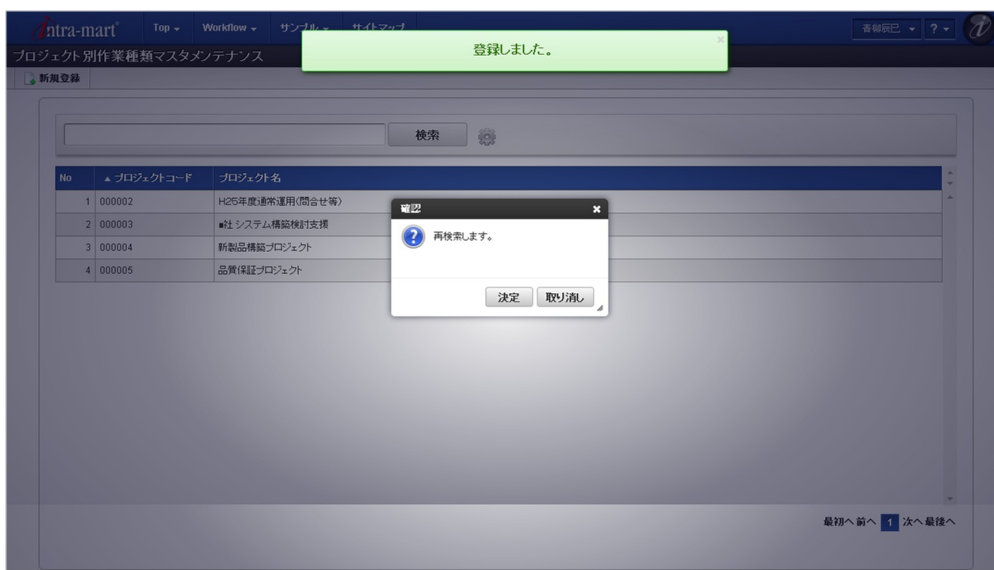 intra-mart
Top
Workflow
サンプル
サイトマップ
青柳辰巳
?
登録しました。
プロジェクト別作業種類マスタメンテナンス
新規登録
検索
No ▲ プロジェクトコード プロジェクト名
1 000002 H25年度通常運用(問合せ等)
2 000003 ■社システム構築検討支援
3 000004 新製品構築プロジェクト
4 000005 品質保証プロジェクト
確認
再検索します。
決定 取り消し
最初へ 前へ 1 次へ 最後へ